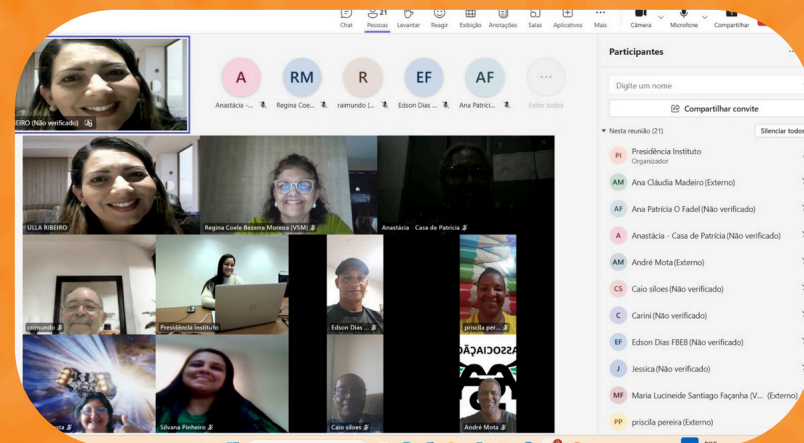 Chat Pessoas Levantar Reagir Exibição Anotações Salas Aplicativos Mais Câmera Microfone Compartilhar
21
Participantes
Digite um nome
Compartilhar convite
Nesta reunião (21) Silenciar todos
PI Presidência Instituto
Organizador
AM Ana Cláudia Madeiro (Externo)
AF Ana Patrícia O Fadel (Não verificado)
A Anastácia - Casa de Patrícia (Não verificado)
AM André Mota (Externo)
CS Caio siloes (Não verificado)
C Carini (Não verificado)
EF Edson Dias FBEB (Não verificado)
J Jessica (Não verificado)
MF Maria Lucineide Santiago Façanha (V... (Externo)
PP priscila pereira (Externo)
A RM R EF AF ...
Anastácia -... Regina Coe... raimundo (... Edson Dias ... Ana Patríci... Exibir todos
EIRO (Não verificado)
ULLA RIBEIRO
Regina Coele Bezerra Moreira (VSM)
Anastácia - Casa de Patrícia
raimundo
Presidência Instituto
Edson Dias ...
priscila per...
Silvana Pinheiro
Caio siloes
André Mota
ASSOCIAÇÃO